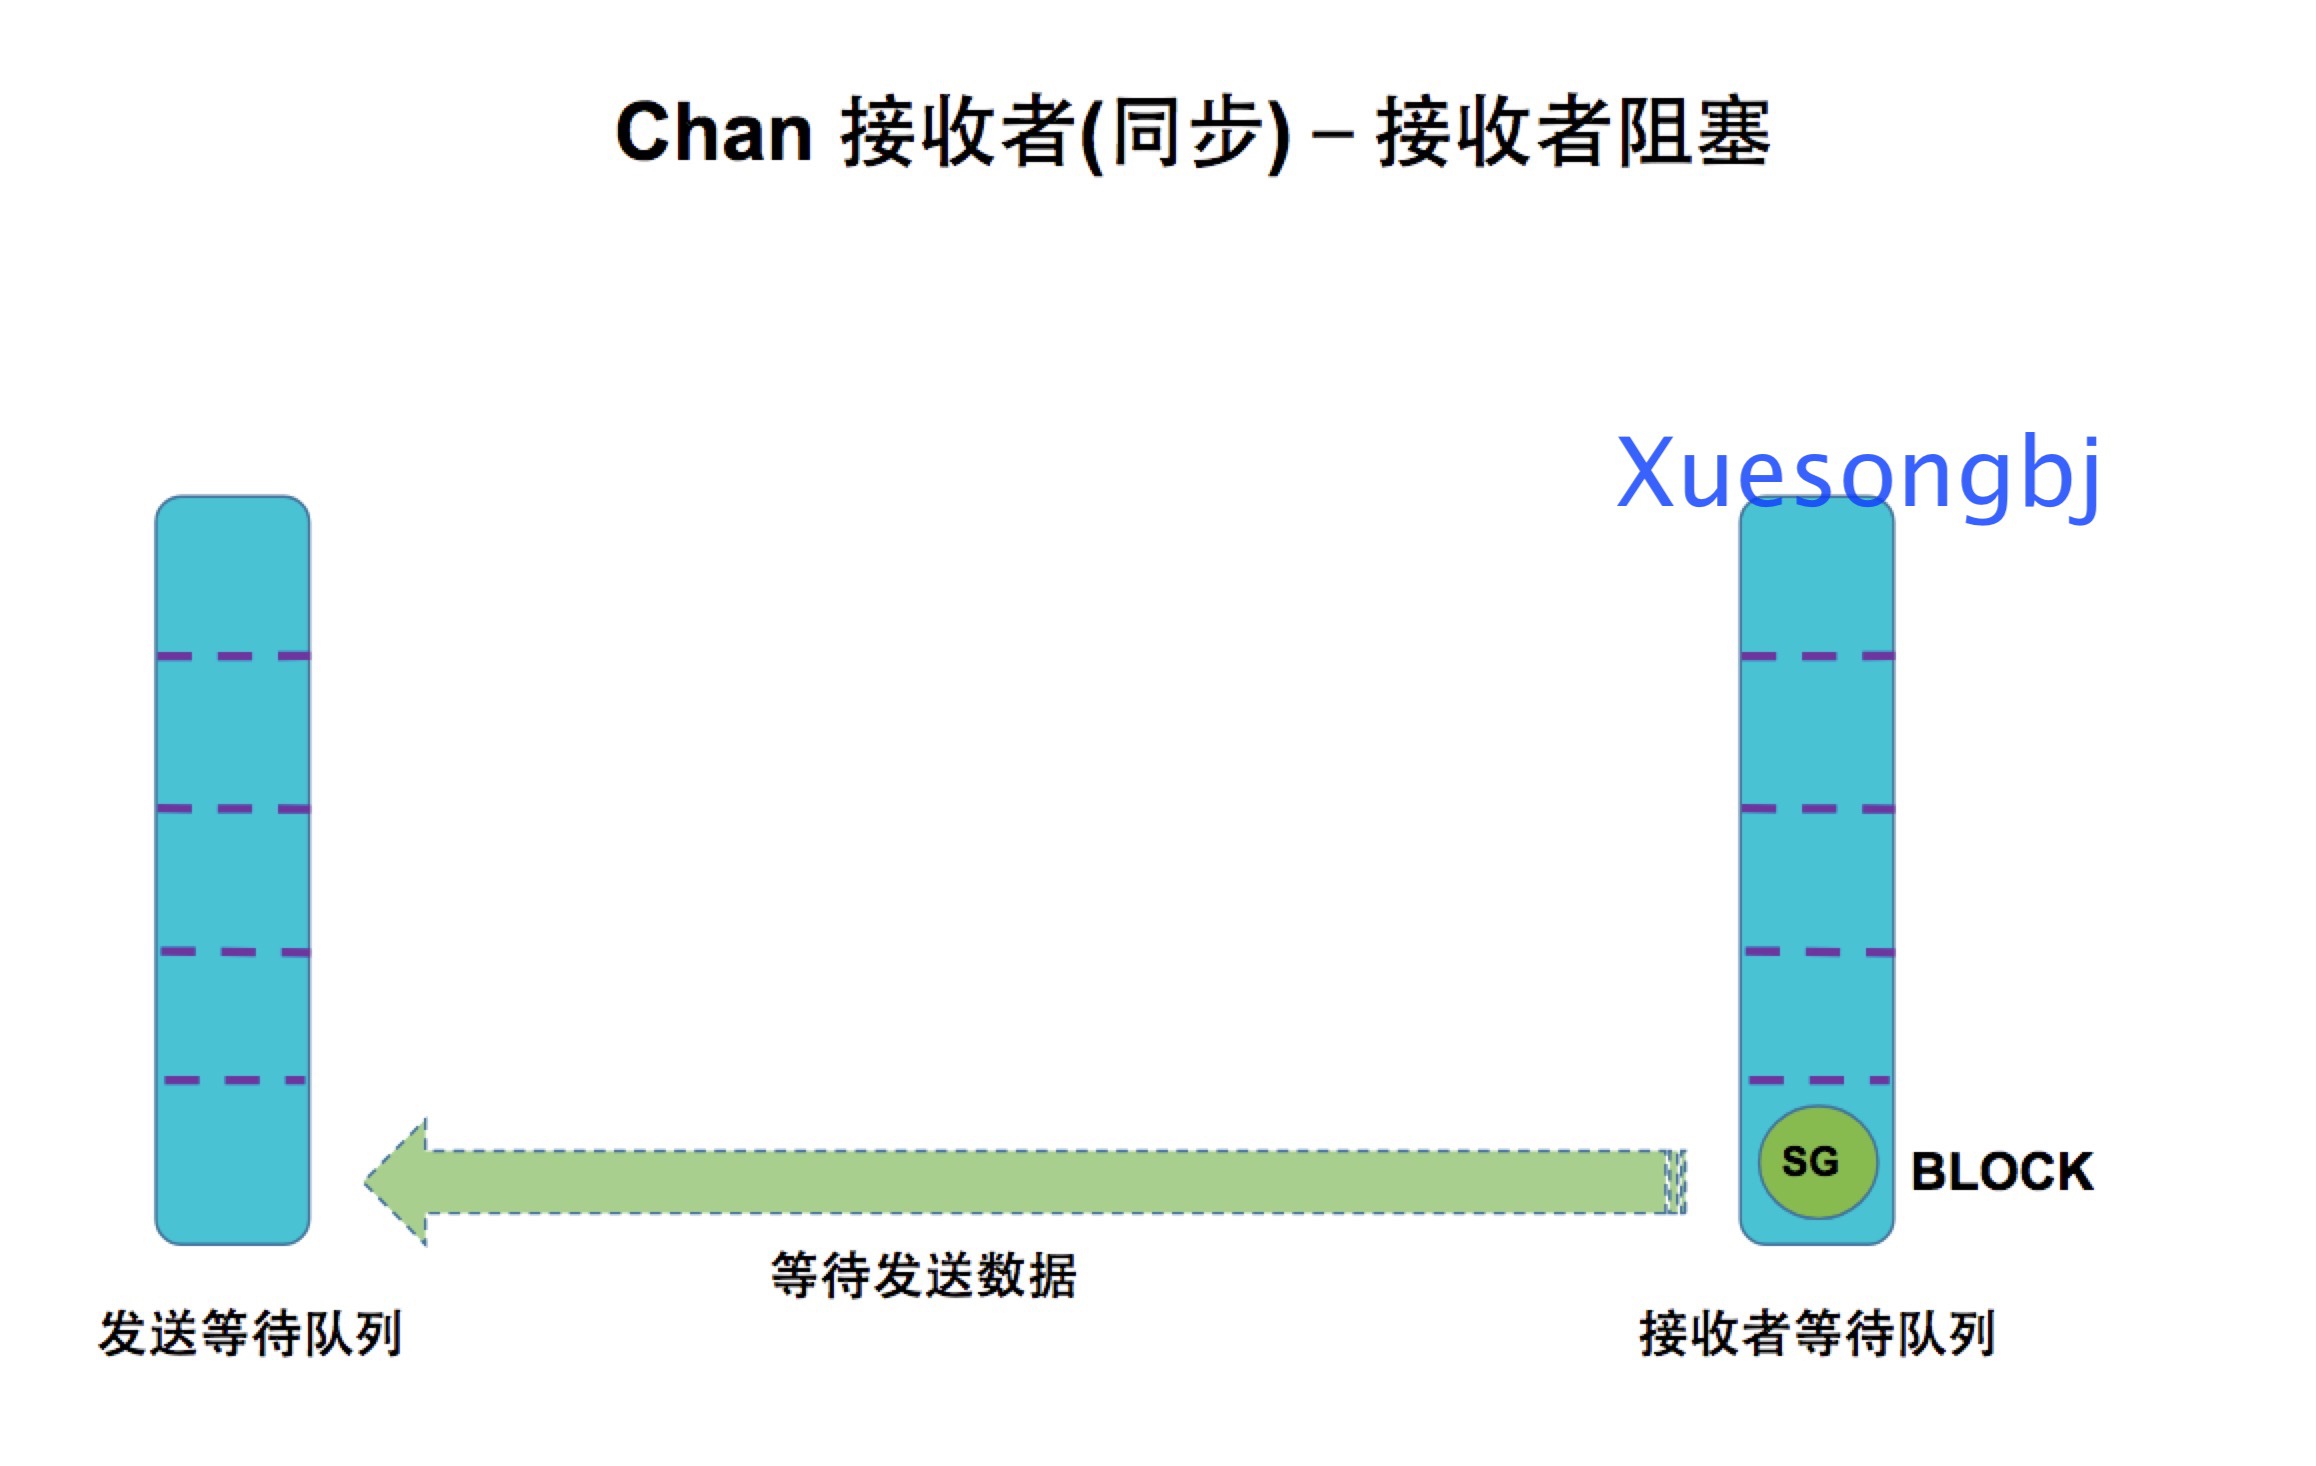 Chan 接收者(同步) – 接收者阻塞
Xuesongbj
SG
BLOCK
等待发送数据
发送等待队列
接收者等待队列